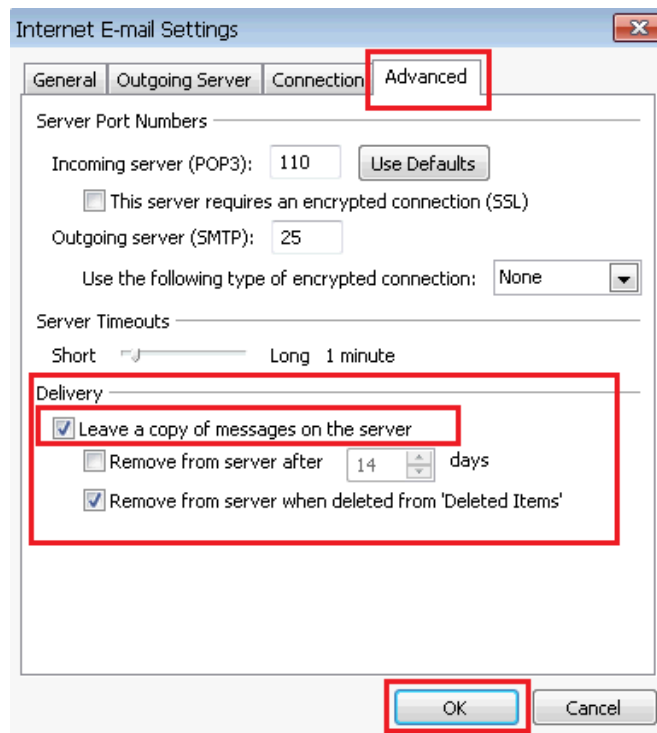 Internet E-mail Settings
General Outgoing Server Connection Advanced
Server Port Numbers
Incoming server (POP3): 110 Use Defaults
This server requires an encrypted connection (SSL)
Outgoing server (SMTP): 25
Use the following type of encrypted connection: None
Server Timeouts
Short Long 1 minute
Delivery
Leave a copy of messages on the server
Remove from server after 14 days
Remove from server when deleted from 'Deleted Items'
OK Cancel